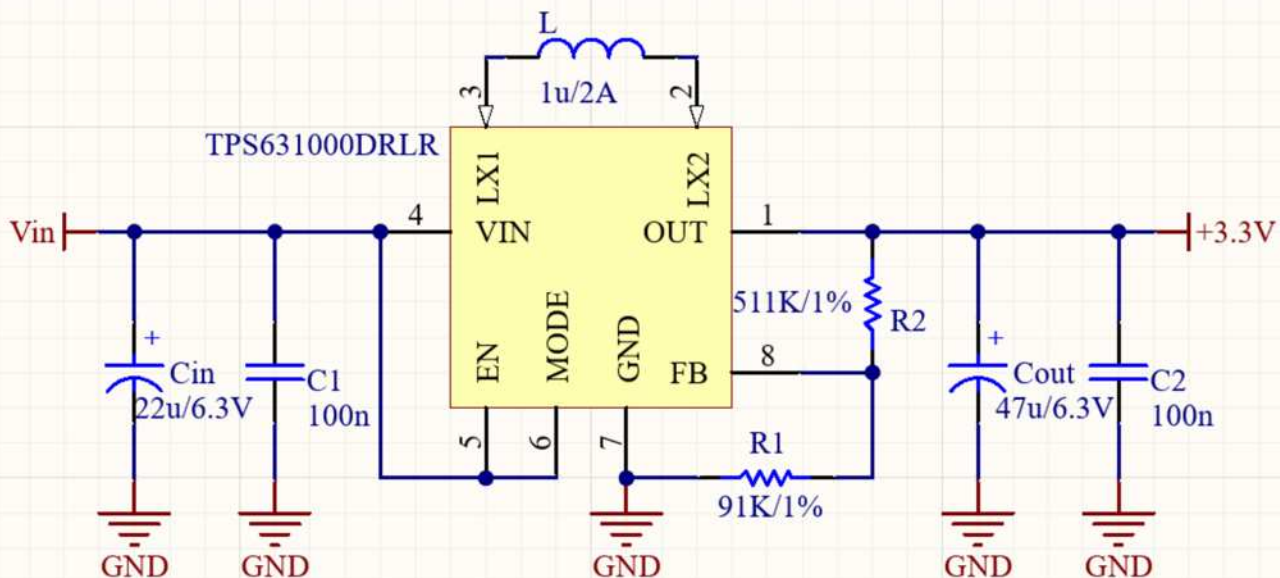 L
1u/2A
3
2
TPS631000DRLR
LX1
LX2
Vin
4
VIN
OUT
1
+3.3V
511K/1%
R2
EN
MODE
GND
FB
8
+
Cin
22u/6.3V
C1
100n
+
Cout
47u/6.3V
C2
100n
5
6
7
R1
91K/1%
GND
GND
GND
GND
GND